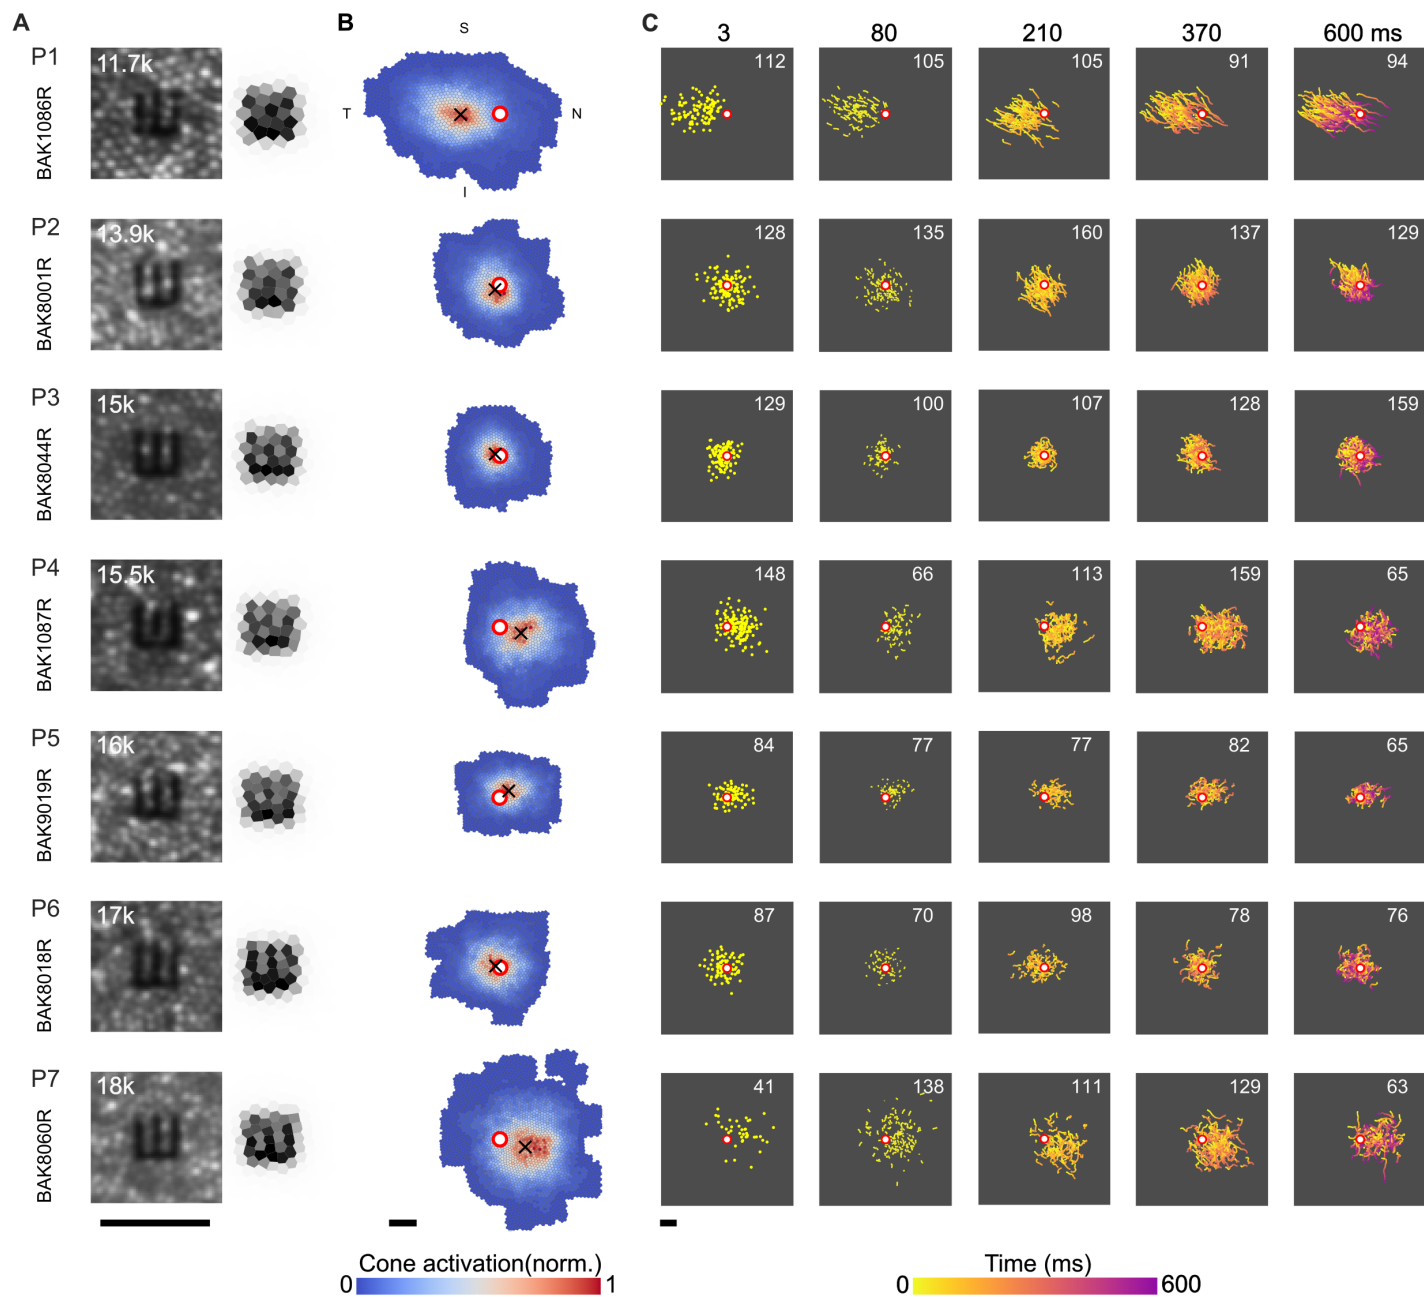 A
B
C
S
T
N
I
3
80
210
370
600 ms
P1
BAK1086R
11.7k
112
105
105
91
94
P2
BAK8001R
13.9k
128
135
160
137
129
P3
BAK8044R
15k
129
100
107
128
159
P4
BAK1087R
15.5k
148
66
113
159
65
P5
BAK9019R
16k
84
77
77
82
65
P6
BAK8018R
17k
87
70
98
78
76
P7
BAK8060R
18k
41
138
111
129
63
Cone activation(norm.)
0
1
Time (ms)
0
600